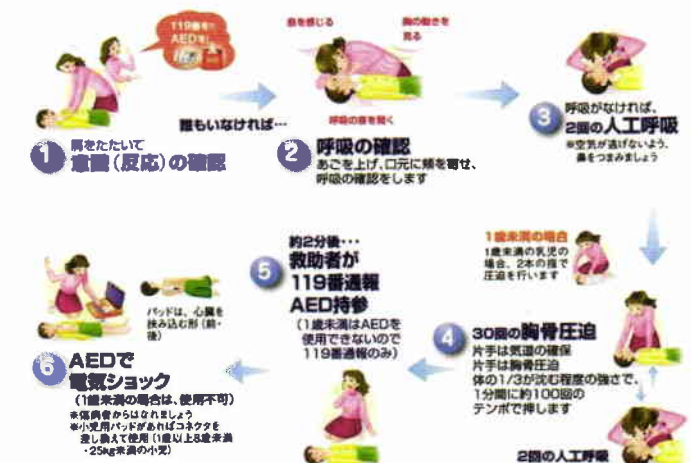 119番を!
AEDを!
誰もいなければ…
1
肩をたたいて
意識(反応)の確認
息を感じる
胸の動きを
見る
呼吸の音を聞く
2
呼吸の確認
あごを上げ、口元に頬を寄せ、
呼吸の確認をします
3
呼吸がなければ、
2回の人工呼吸
※空気が逃げないよう、
鼻をつまみましょう
1歳未満の場合
1歳未満の乳児の
場合、2本の指で
圧迫を行います
4
30回の胸骨圧迫
片手は気道の確保
片手は胸骨圧迫
体の1/3が沈む程度の強さで、
1分間に約100回の
テンポで押します
2回の人工呼吸
5
約2分後…
救助者が
119番通報
AED持参
(1歳未満はAEDを
使用できないので
119番通報のみ)
パッドは、心臓を
挟み込む形(前・
後)
6
AEDで
電気ショック
(1歳未満の場合は、使用不可)
※傷病者からはなれましょう
※小児用パッドがあればコネクタを
差し換えて使用(1歳以上8歳未満
・25kg未満の小児)